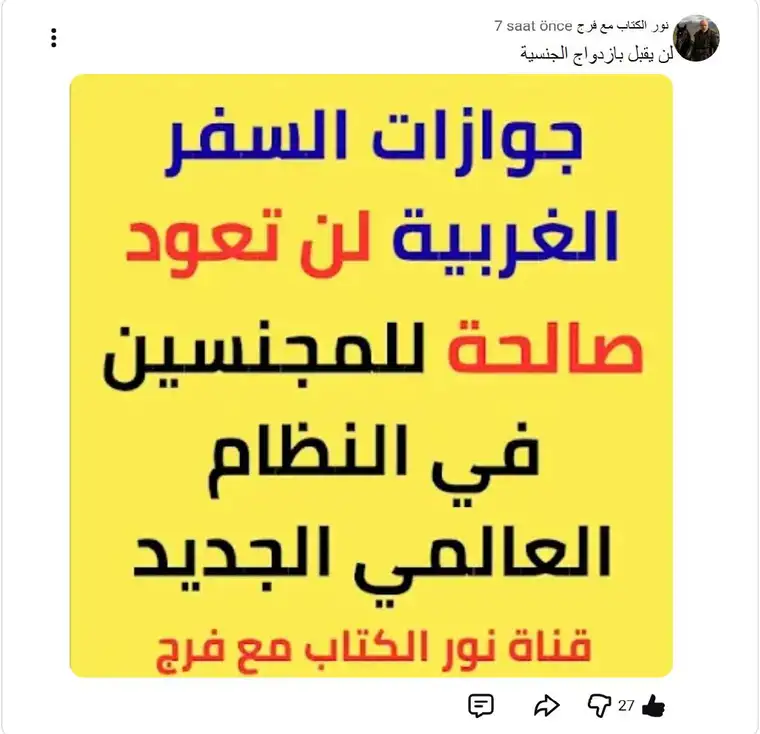 نور الكتاب مع فرج 7 saat önce
لن يقبل بازدواج الجنسية
جوازات السفر
الغربية لن تعود
صالحة للمجنسين
في النظام
العالمي الجديد
قناة نور الكتاب مع فرج
27